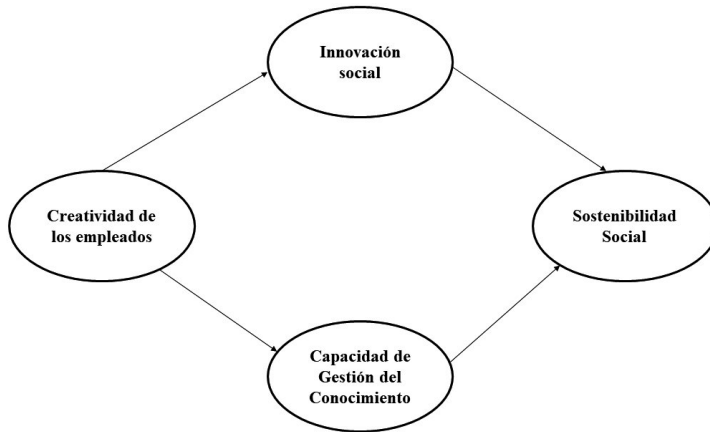 Innovación
social
Creatividad de
los empleados
Sostenibilidad
Social
Capacidad de
Gestión del
Conocimiento